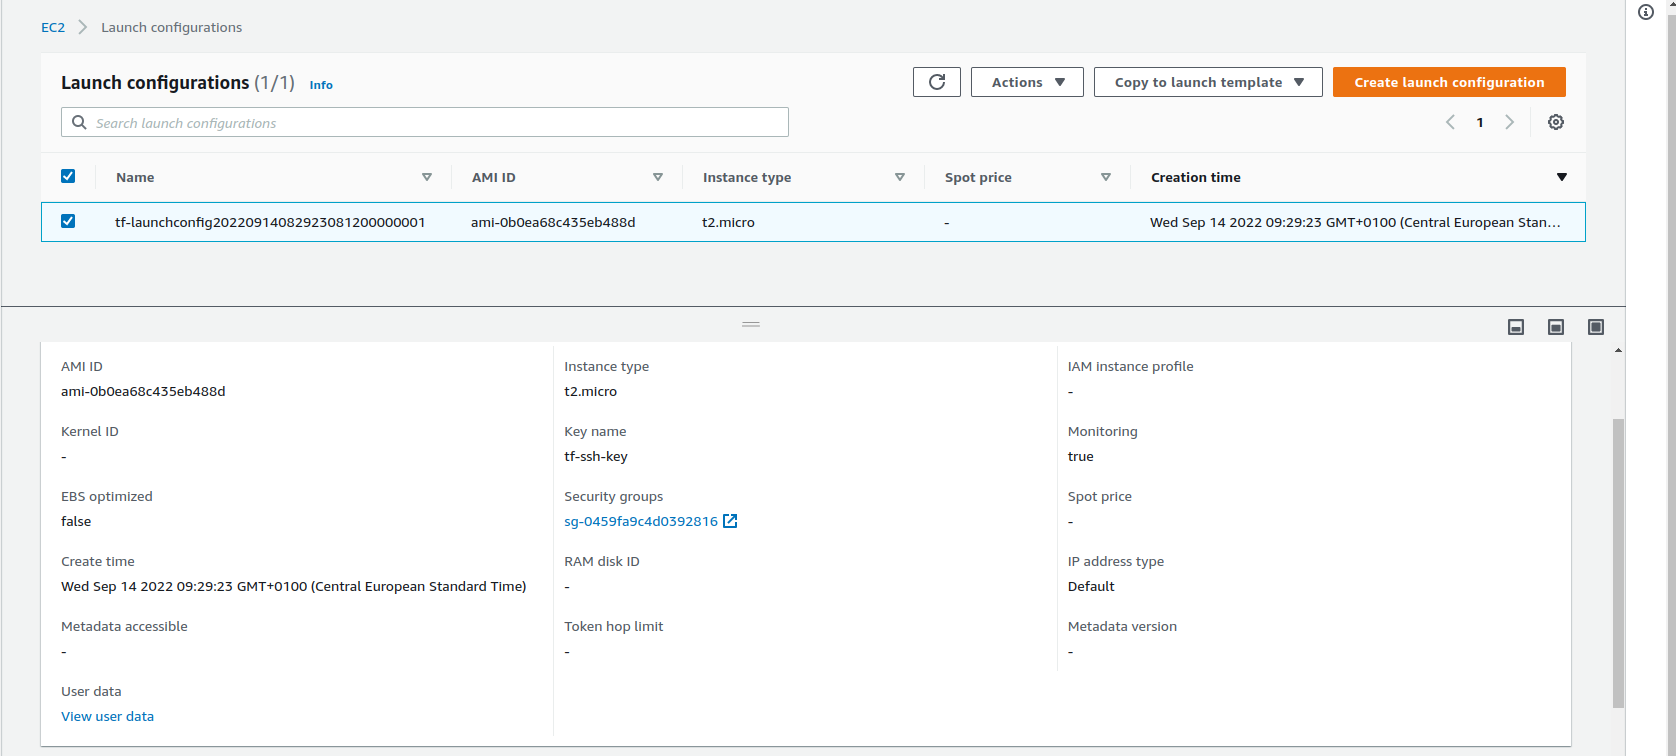 EC2 Launch configurations
Launch configurations (1/1) Info
Actions Copy to launch template Create launch configuration
Search launch configurations
1
Name AMI ID Instance type Spot price Creation time
tf-launchconfig20220914082923081200000001 ami-0b0ea68c435eb488d t2.micro - Wed Sep 14 2022 09:29:23 GMT+0100 (Central European Stan...
AMI ID Instance type IAM instance profile
ami-0b0ea68c435eb488d t2.micro -
Kernel ID Key name Monitoring
- tf-ssh-key true
EBS optimized Security groups Spot price
false sg-0459fa9c4d0392816 -
Create time RAM disk ID IP address type
Wed Sep 14 2022 09:29:23 GMT+0100 (Central European Standard Time) - Default
Metadata accessible Token hop limit Metadata version
- - -
User data
View user data